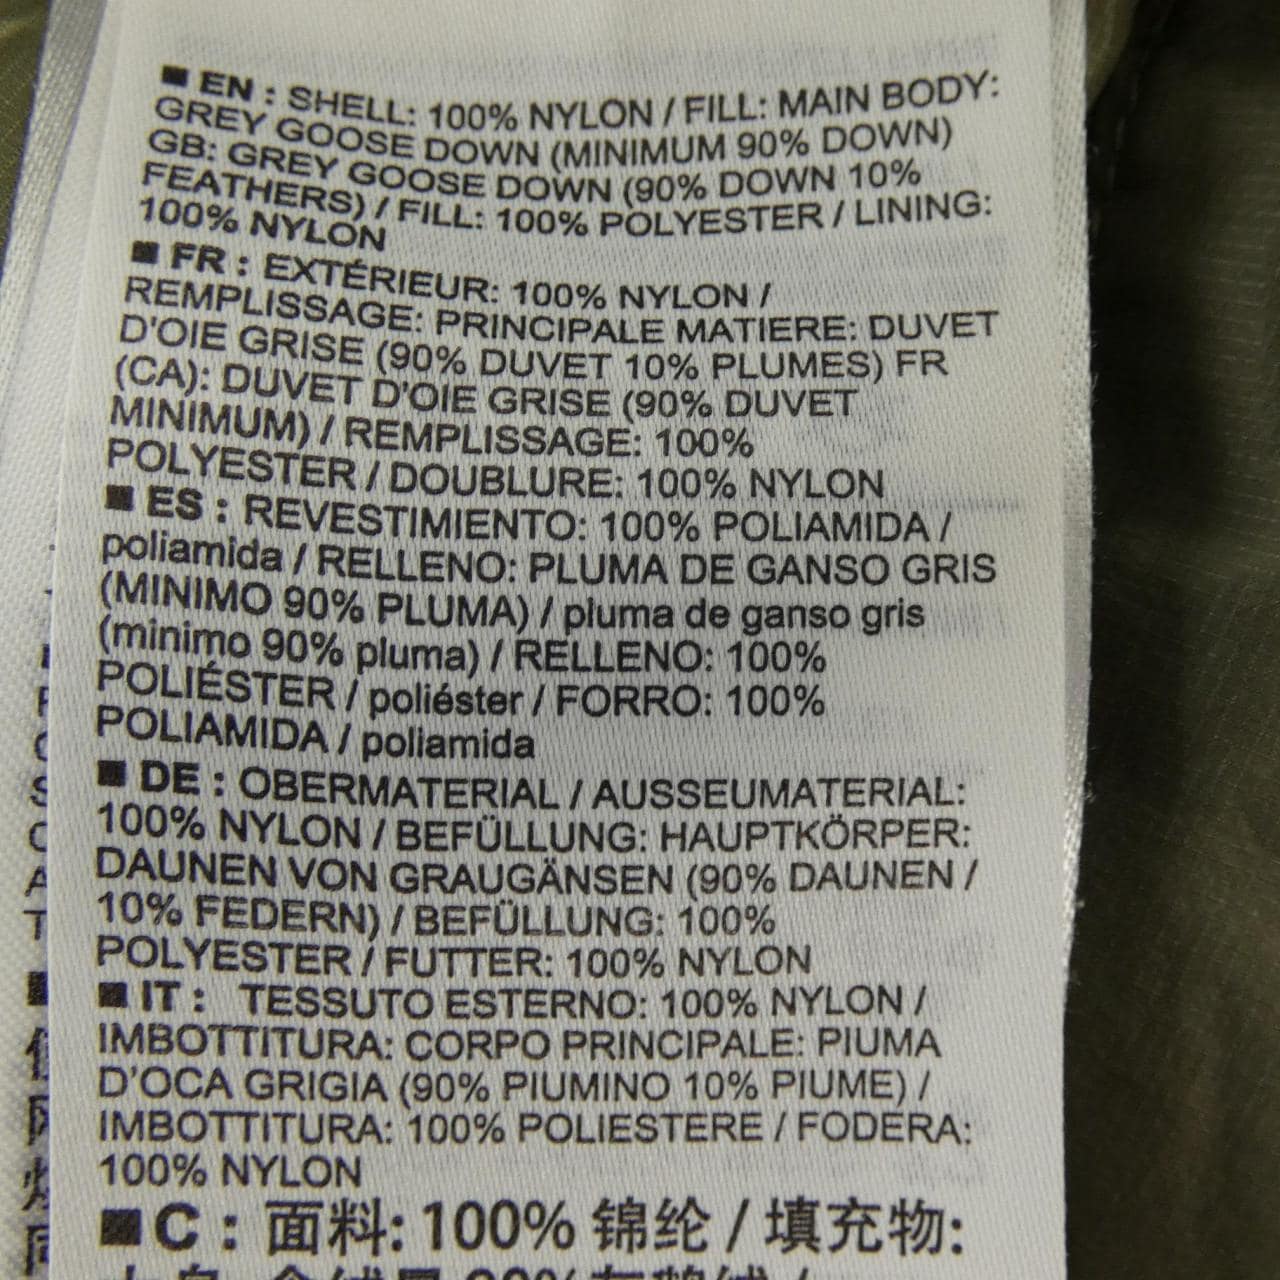 ■ EN : SHELL: 100% NYLON / FILL: MAIN BODY:
GREY GOOSE DOWN (MINIMUM 90% DOWN)
GB: GREY GOOSE DOWN (90% DOWN 10%
FEATHERS) / FILL: 100% POLYESTER / LINING:
100% NYLON
■ FR : EXTÉRIEUR: 100% NYLON /
REMPLISSAGE: PRINCIPALE MATIERE: DUVET
D'OIE GRISE (90% DUVET 10% PLUMES) FR
(CA): DUVET D'OIE GRISE (90% DUVET
MINIMUM) / REMPLISSAGE: 100%
POLYESTER / DOUBLURE: 100% NYLON
■ ES : REVESTIMIENTO: 100% POLIAMIDA /
poliamida / RELLENO: PLUMA DE GANSO GRIS
(MINIMO 90% PLUMA) / pluma de ganso gris
(minimo 90% pluma) / RELLENO: 100%
POLIÉSTER / poliéster / FORRO: 100%
POLIAMIDA / poliamida
■ DE : OBERMATERIAL / AUSSEUMATERIAL:
100% NYLON / BEFÜLLUNG: HAUPTKÖRPER:
DAUNEN VON GRAUGÄNSEN (90% DAUNEN /
10% FEDERN) / BEFÜLLUNG: 100%
POLYESTER / FUTTER: 100% NYLON
■ IT : TESSUTO ESTERNO: 100% NYLON /
IMBOTTITURA: CORPO PRINCIPALE: PIUMA
D'OCA GRIGIA (90% PIUMINO 10% PIUME) /
IMBOTTITURA: 100% POLIESTERE / FODERA:
100% NYLON
■ C : 面料: 100% 锦纶 / 填充物: